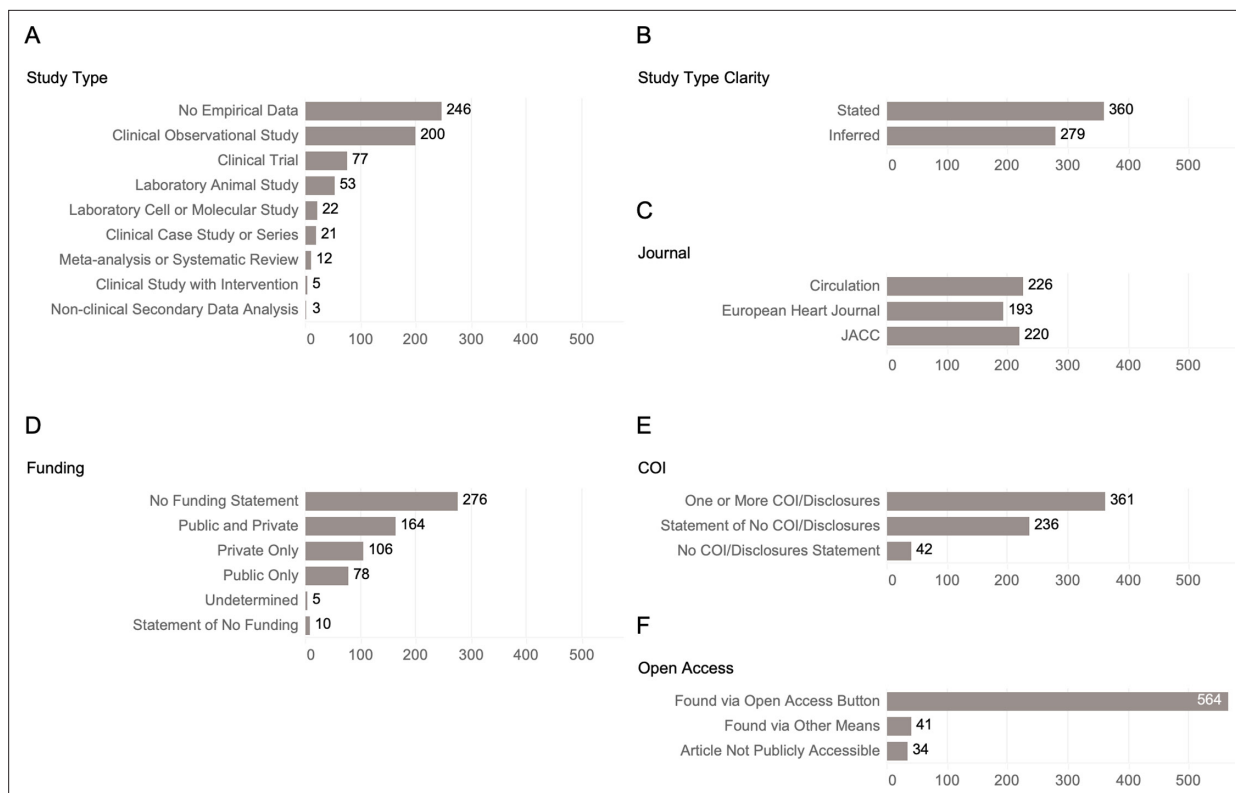 A
Study Type
No Empirical Data 246
Clinical Observational Study 200
Clinical Trial 77
Laboratory Animal Study 53
Laboratory Cell or Molecular Study 22
Clinical Case Study or Series 21
Meta-analysis or Systematic Review 12
Clinical Study with Intervention 5
Non-clinical Secondary Data Analysis 3
0 100 200 300 400 500
B
Study Type Clarity
Stated 360
Inferred 279
0 100 200 300 400 500
C
Journal
Circulation 226
European Heart Journal 193
JACC 220
0 100 200 300 400 500
D
Funding
No Funding Statement 276
Public and Private 164
Private Only 106
Public Only 78
Undetermined 5
Statement of No Funding 10
0 100 200 300 400 500
E
COI
One or More COI/Disclosures 361
Statement of No COI/Disclosures 236
No COI/Disclosures Statement 42
0 100 200 300 400 500
F
Open Access
Found via Open Access Button 564
Found via Other Means 41
Article Not Publicly Accessible 34
0 100 200 300 400 500